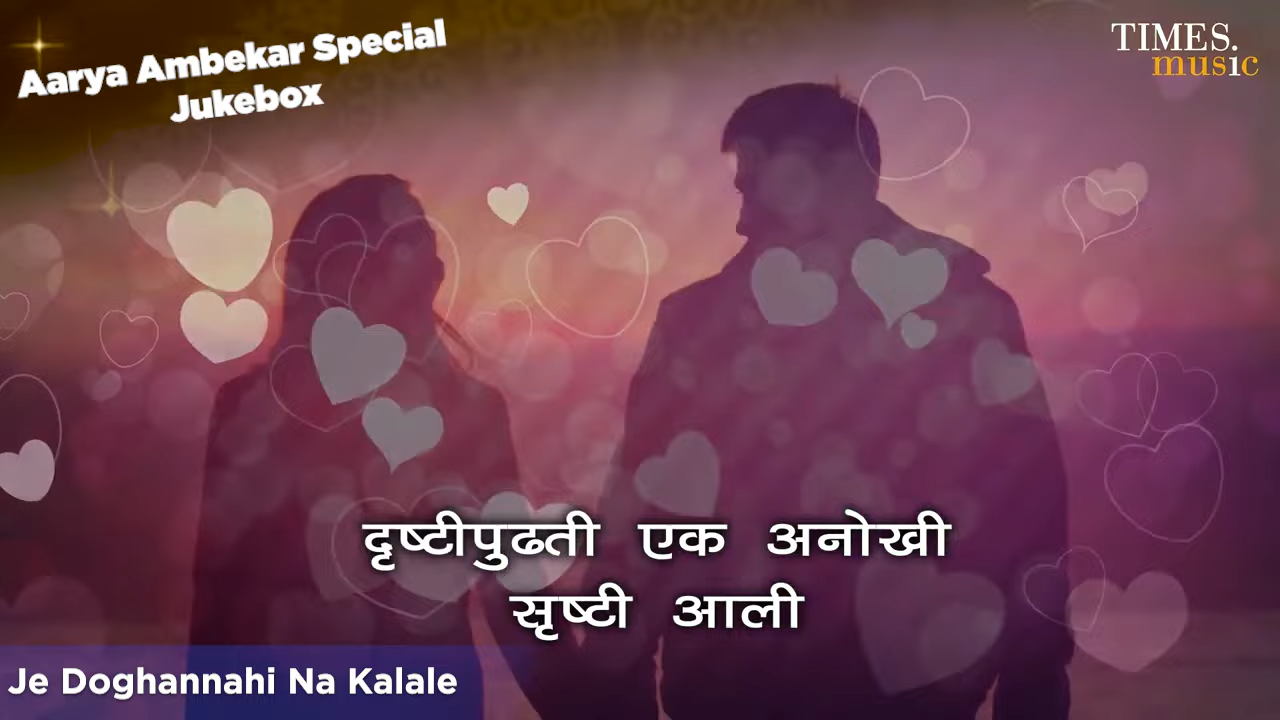 Aarya Ambekar Special
Jukebox
TIMES.
music
दृष्टीपुढती एक अनोखी
सृष्टी आली
Je Doghannahi Na Kalale